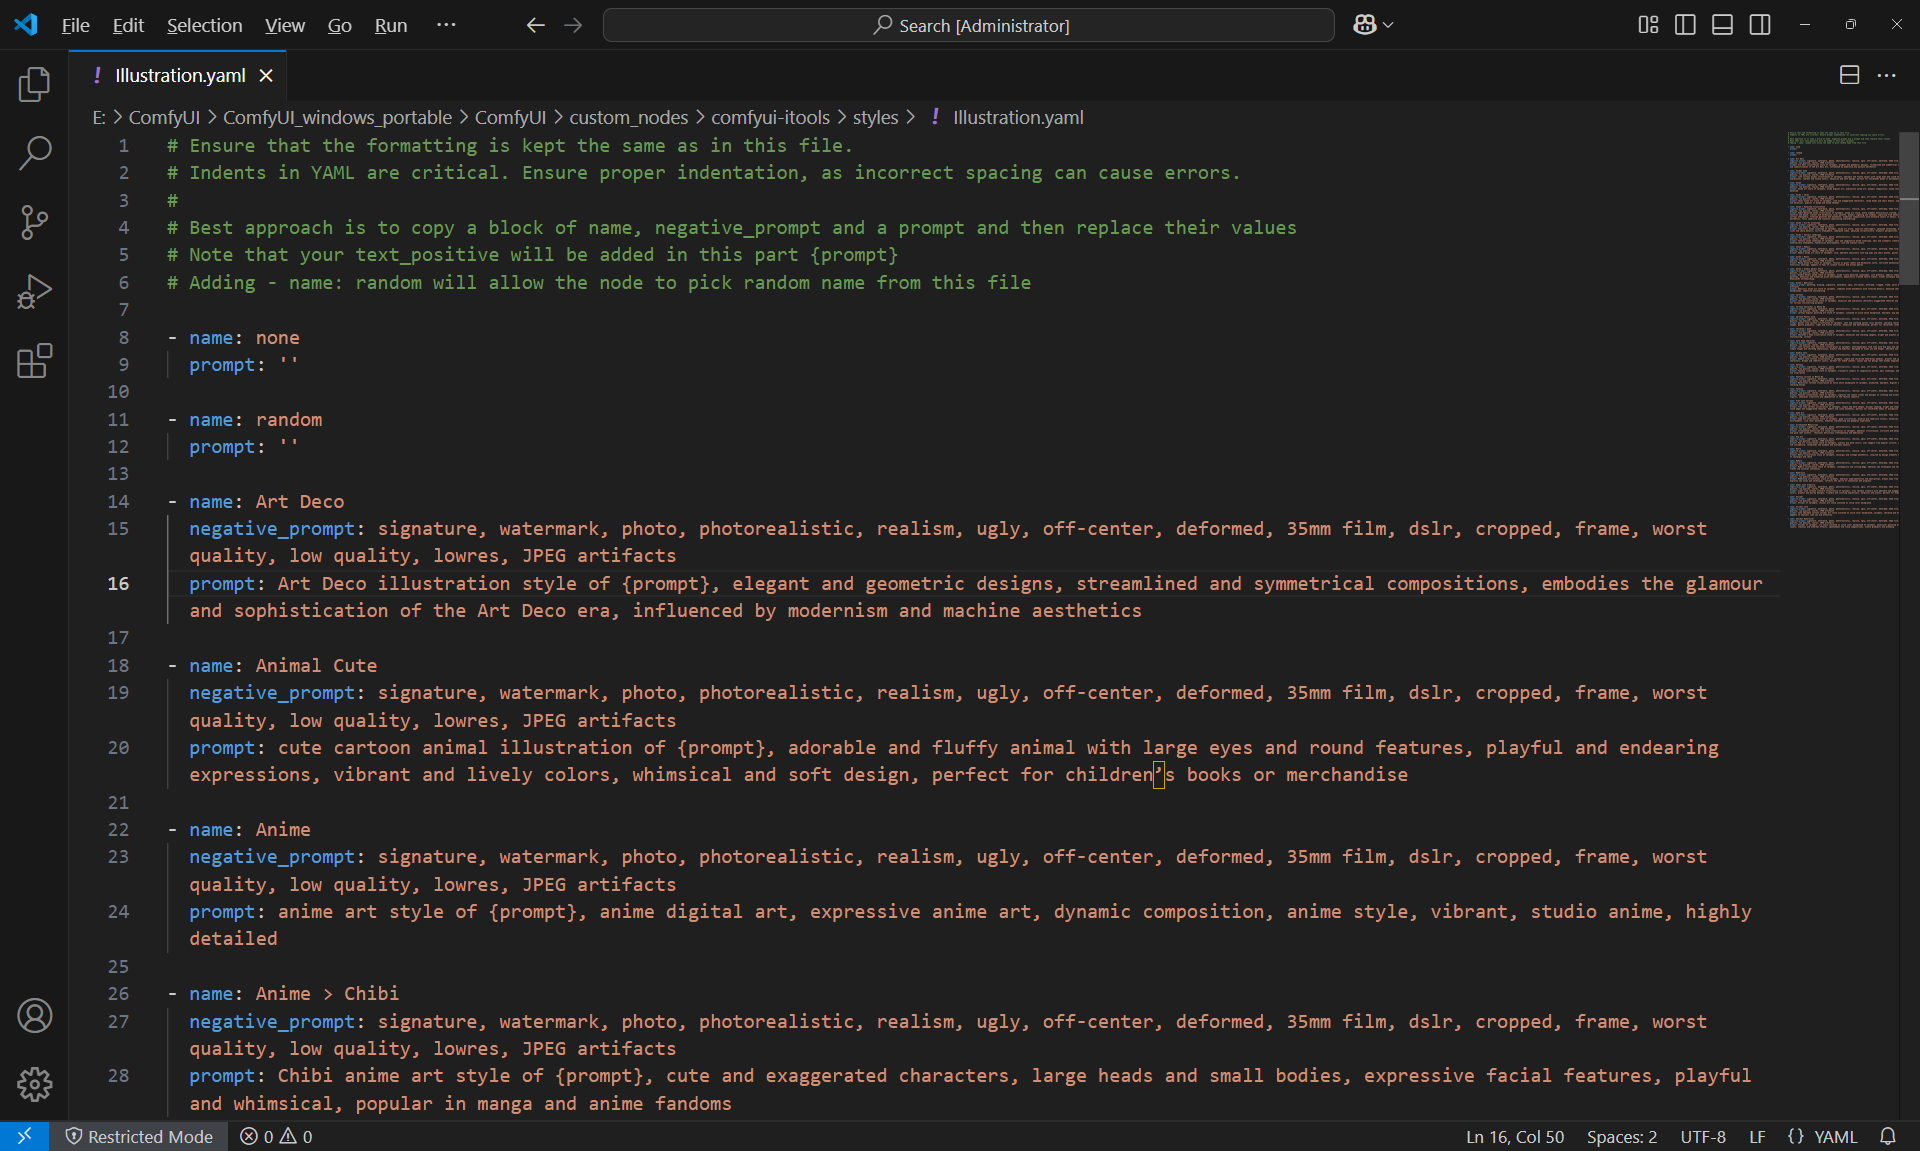 File Edit Selection View Go Run ··· Search [Administrator]
Illustration.yaml
E: > ComfyUI > ComfyUI_windows_portable > ComfyUI > custom_nodes > comfyui-itools > styles > ! Illustration.yaml
1 # Ensure that the formatting is kept the same as in this file.
2 # Indents in YAML are critical. Ensure proper indentation, as incorrect spacing can cause errors.
3 #
4 # Best approach is to copy a block of name, negative_prompt and a prompt and then replace their values
5 # Note that your text_positive will be added in this part {prompt}
6 # Adding - name: random will allow the node to pick random name from this file
7
8 - name: none
9 prompt: ''
10
11 - name: random
12 prompt: ''
13
14 - name: Art Deco
15 negative_prompt: signature, watermark, photo, photorealistic, realism, ugly, off-center, deformed, 35mm film, dslr, cropped, frame, worst
quality, low quality, lowres, JPEG artifacts
16 prompt: Art Deco illustration style of {prompt}, elegant and geometric designs, streamlined and symmetrical compositions, embodies the glamour
and sophistication of the Art Deco era, influenced by modernism and machine aesthetics
17
18 - name: Animal Cute
19 negative_prompt: signature, watermark, photo, photorealistic, realism, ugly, off-center, deformed, 35mm film, dslr, cropped, frame, worst
quality, low quality, lowres, JPEG artifacts
20 prompt: cute cartoon animal illustration of {prompt}, adorable and fluffy animal with large eyes and round features, playful and endearing
expressions, vibrant and lively colors, whimsical and soft design, perfect for children’s books or merchandise
21
22 - name: Anime
23 negative_prompt: signature, watermark, photo, photorealistic, realism, ugly, off-center, deformed, 35mm film, dslr, cropped, frame, worst
quality, low quality, lowres, JPEG artifacts
24 prompt: anime art style of {prompt}, anime digital art, expressive anime art, dynamic composition, anime style, vibrant, studio anime, highly
detailed
25
26 - name: Anime > Chibi
27 negative_prompt: signature, watermark, photo, photorealistic, realism, ugly, off-center, deformed, 35mm film, dslr, cropped, frame, worst
quality, low quality, lowres, JPEG artifacts
28 prompt: Chibi anime art style of {prompt}, cute and exaggerated characters, large heads and small bodies, expressive facial features, playful
and whimsical, popular in manga and anime fandoms
Restricted Mode 0 0 Ln 16, Col 50 Spaces: 2 UTF-8 LF {} YAML